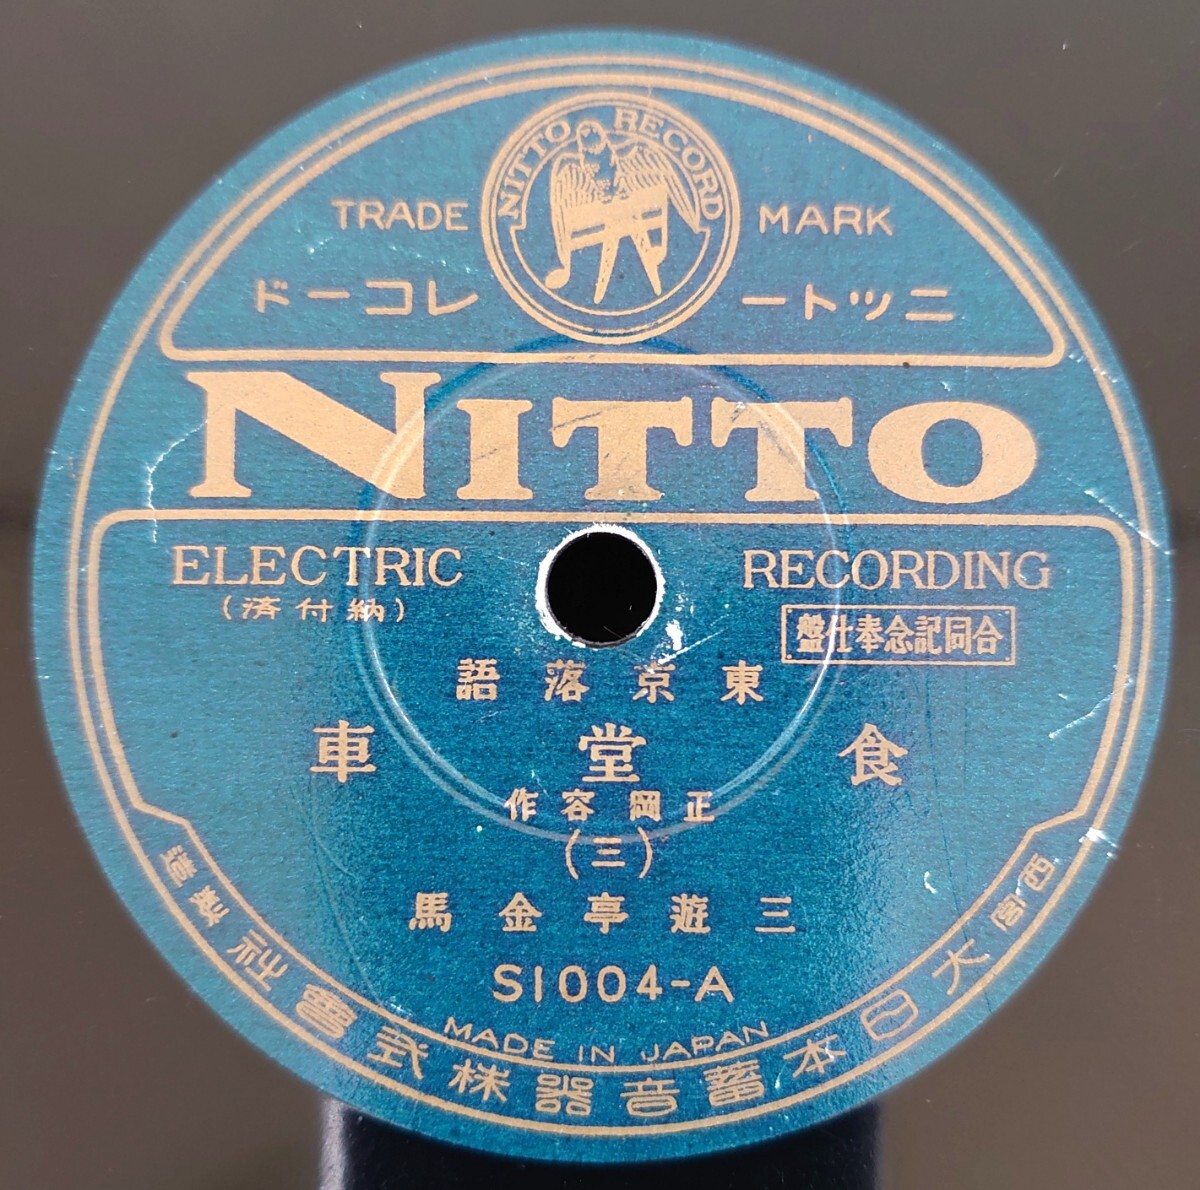 NITTO RECORD
TRADE MARK
ニットーレコード
NITTO
ELECTRIC RECORDING
(納付済)
合同記念奉仕盤
東京落語
食堂車
正岡容作
(三)
三遊亭金馬
S1004-A
MADE IN JAPAN
西宮 大日本蓄音器株式會社製造